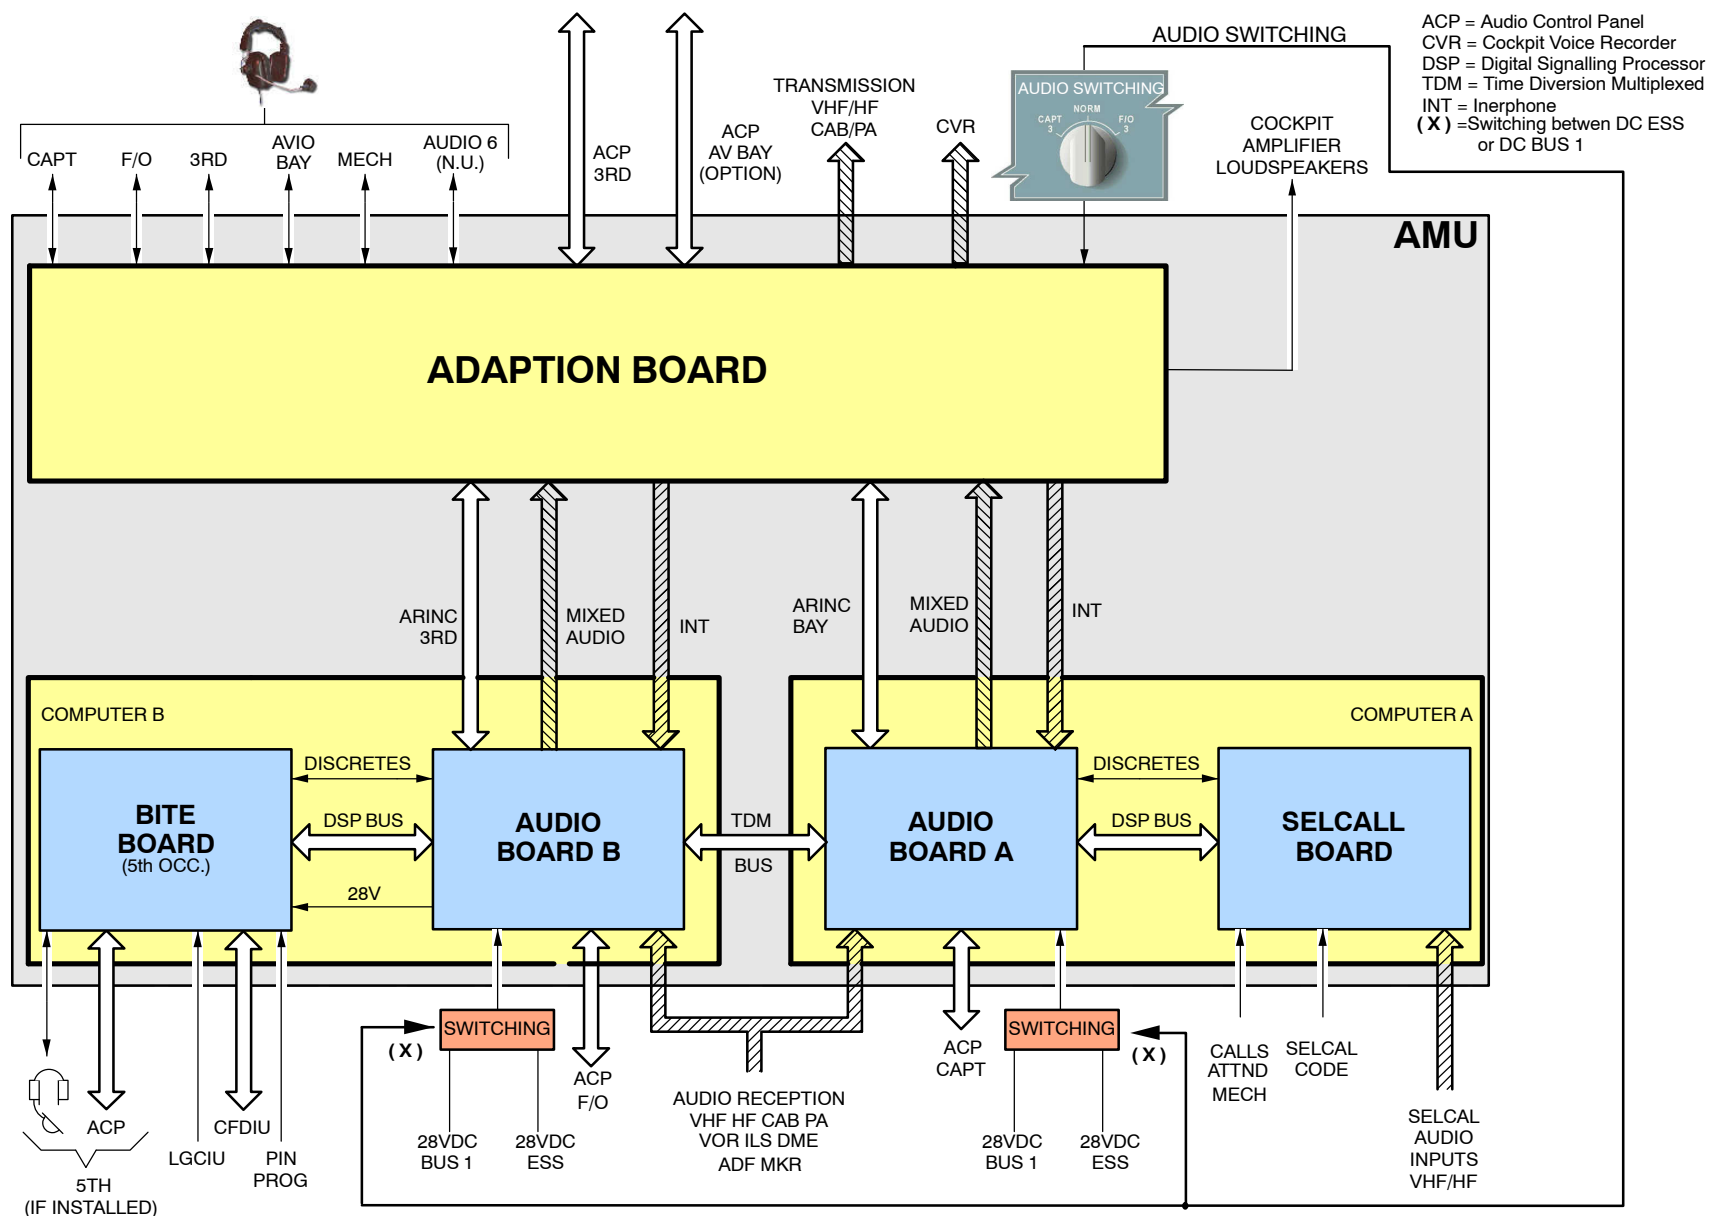 ACP = Audio Control Panel
CVR = Cockpit Voice Recorder
DSP = Digital Signalling Processor
TDM = Time Diversion Multiplexed
INT = Inerphone
( X ) =Switching betwen DC ESS
or DC BUS 1
AUDIO SWITCHING
AUDIO SWITCHING
NORM
CAPT
3
F/O
3
CAPT
F/O
3RD
AVIO
BAY
MECH
AUDIO 6
(N.U.)
ACP
3RD
ACP
AV BAY
(OPTION)
TRANSMISSION
VHF/HF
CAB/PA
CVR
COCKPIT
AMPLIFIER
LOUDSPEAKERS
AMU
ADAPTION BOARD
ARINC
3RD
MIXED
AUDIO
INT
ARINC
BAY
MIXED
AUDIO
INT
COMPUTER B
COMPUTER A
BITE
BOARD
(5th OCC.)
DISCRETES
DSP BUS
28V
AUDIO
BOARD B
TDM
BUS
AUDIO
BOARD A
DISCRETES
DSP BUS
SELCALL
BOARD
SWITCHING
( X )
SWITCHING
( X )
ACP
CFDIU
LGCIU
PIN
PROG
5TH
(IF INSTALLED)
28VDC
BUS 1
28VDC
ESS
ACP
F/O
AUDIO RECEPTION
VHF HF CAB PA
VOR ILS DME
ADF MKR
ACP
CAPT
28VDC
BUS 1
28VDC
ESS
CALLS
ATTND
MECH
SELCAL
CODE
SELCAL
AUDIO
INPUTS
VHF/HF